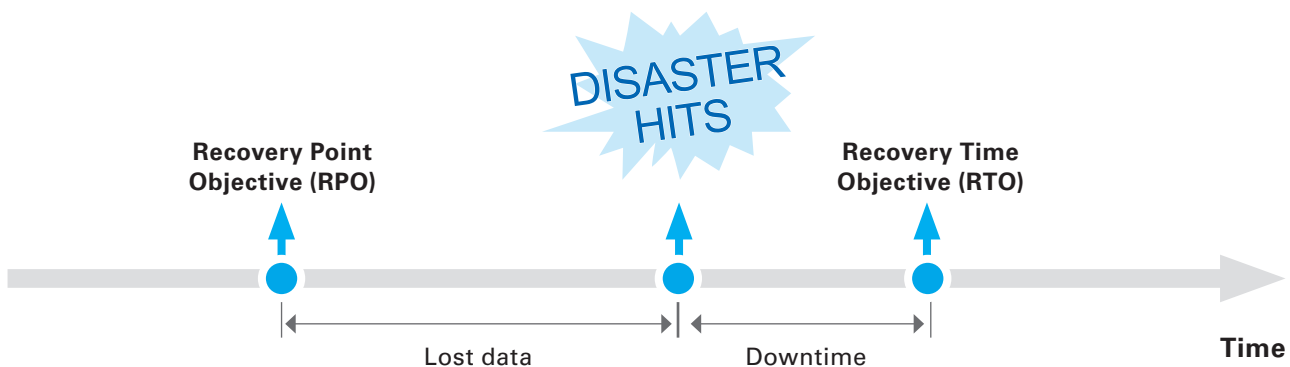 DISASTER
HITS
Recovery Point
Objective (RPO)
Recovery Time
Objective (RTO)
Lost data
Downtime
Time